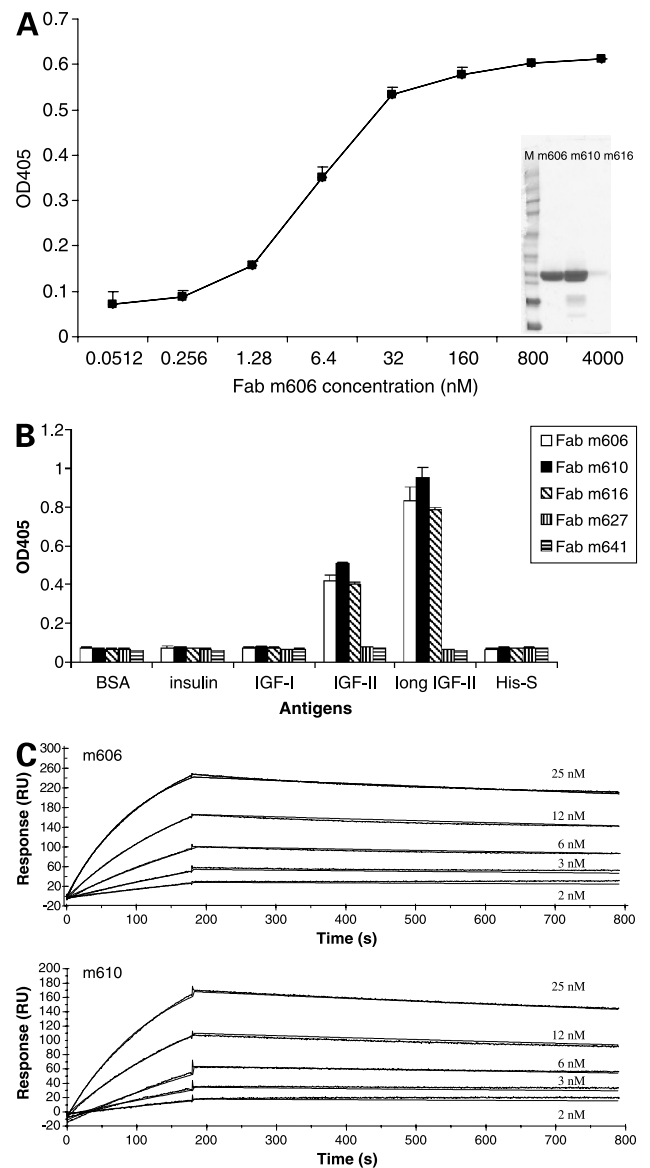 A
0.7
0.6
0.5
0.4
0.3
0.2
0.1
0
OD405
M m606 m610 m616
0.0512 0.256 1.28 6.4 32 160 800 4000
Fab m606 concentration (nM)
B
1.2
1
0.8
0.6
0.4
0.2
0
OD405
Fab m606
Fab m610
Fab m616
Fab m627
Fab m641
BSA insulin IGF-I IGF-II long IGF-II His-S
Antigens
C
m606
300
260
220
180
140
100
60
20
-20
Response (RU)
25 nM
12 nM
6 nM
3 nM
2 nM
0 100 200 300 400 500 600 700 800
Time (s)
m610
200
180
160
140
120
100
80
60
40
20
0
-20
Response (RU)
25 nM
12 nM
6 nM
3 nM
2 nM
0 100 200 300 400 500 600 700 800
Time (s)